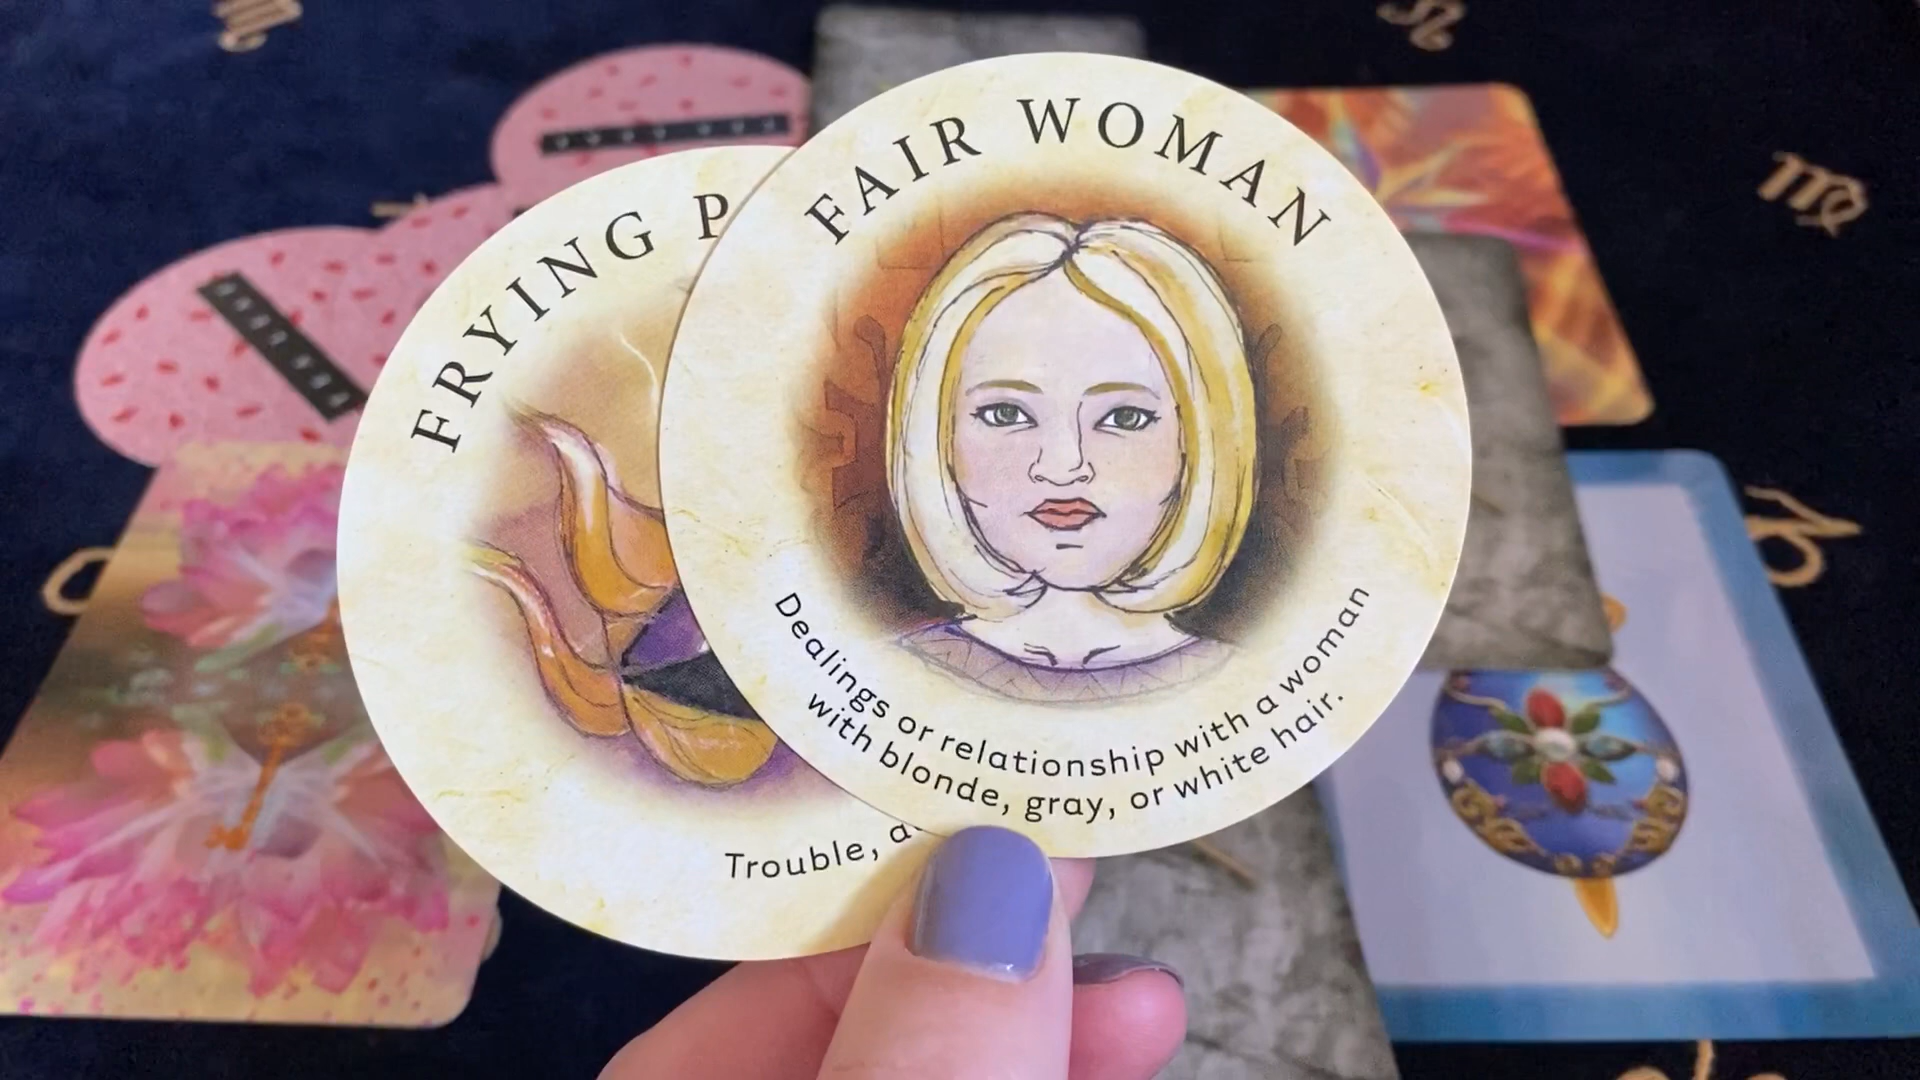 FRYING P
Trouble,
FAIR WOMAN
Dealings or relationship with a woman
with blonde, gray, or white hair.